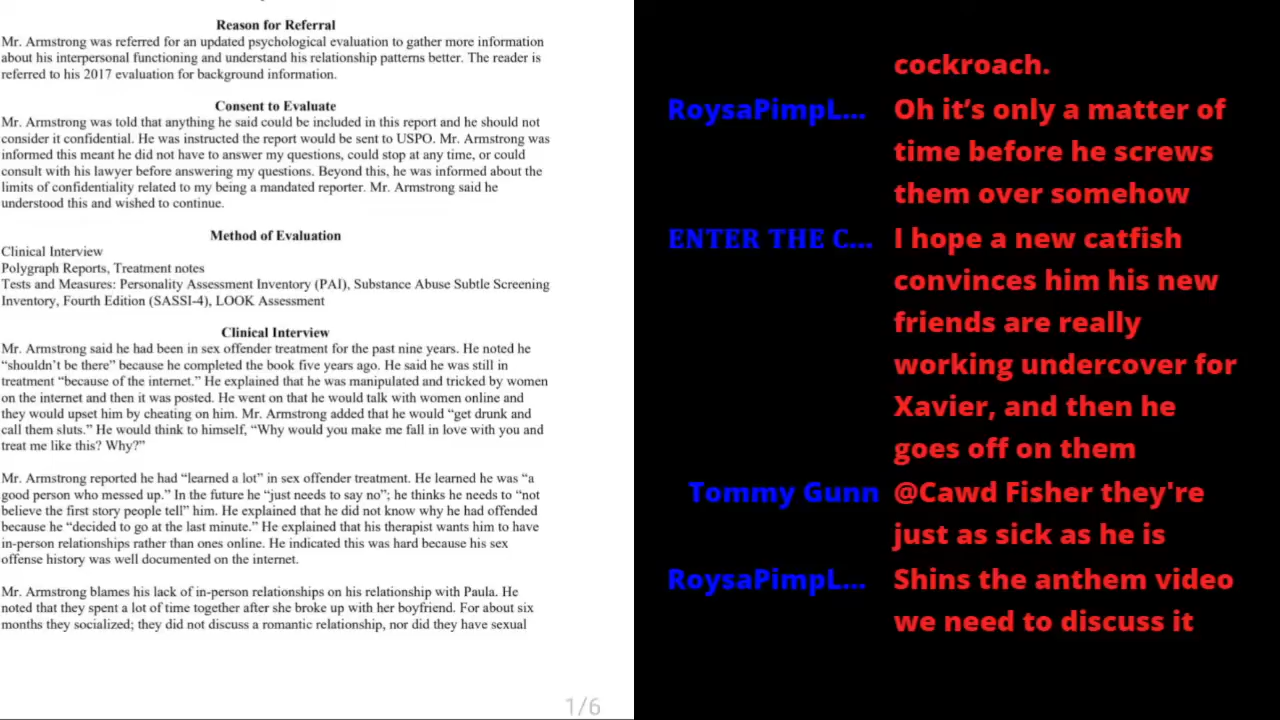 Reason for Referral
Mr. Armstrong was referred for an updated psychological evaluation to gather more information
about his interpersonal functioning and understand his relationship patterns better. The reader is
referred to his 2017 evaluation for background information.
Consent to Evaluate
Mr. Armstrong was told that anything he said could be included in this report and he should not
consider it confidential. He was instructed the report would be sent to USPO. Mr. Armstrong was
informed this meant he did not have to answer my questions, could stop at any time, or could
consult with his lawyer before answering my questions. Beyond this, he was informed about the
limits of confidentiality related to my being a mandated reporter. Mr. Armstrong said he
understood this and wished to continue.
Method of Evaluation
Clinical Interview
Polygraph Reports, Treatment notes
Tests and Measures: Personality Assessment Inventory (PAI), Substance Abuse Subtle Screening
Inventory, Fourth Edition (SASSI-4), LOOK Assessment
Clinical Interview
Mr. Armstrong said he had been in sex offender treatment for the past nine years. He noted he
“shouldn’t be there” because he completed the book five years ago. He said he was still in
treatment “because of the internet.” He explained that he was manipulated and tricked by women
on the internet and then it was posted. He went on that he would talk with women online and
they would upset him by cheating on him. Mr. Armstrong added that he would “get drunk and
call them sluts.” He would think to himself, “Why would you make me fall in love with you and
treat me like this? Why?”
Mr. Armstrong reported he had “learned a lot” in sex offender treatment. He learned he was “a
good person who messed up.” In the future he “just needs to say no”; he thinks he needs to “not
believe the first story people tell” him. He explained that he did not know why he had offended
because he “decided to go at the last minute.” He explained that his therapist wants him to have
in-person relationships rather than ones online. He indicated this was hard because his sex
offense history was well documented on the internet.
Mr. Armstrong blames his lack of in-person relationships on his relationship with Paula. He
noted that they spent a lot of time together after she broke up with her boyfriend. For about six
months they socialized; they did not discuss a romantic relationship, nor did they have sexual
1/6
cockroach.
RoysaPimpL... Oh it’s only a matter of
time before he screws
them over somehow
ENTER THE C... I hope a new catfish
convinces him his new
friends are really
working undercover for
Xavier, and then he
goes off on them
Tommy Gunn @Cawd Fisher they're
just as sick as he is
RoysaPimpL... Shins the anthem video
we need to discuss it